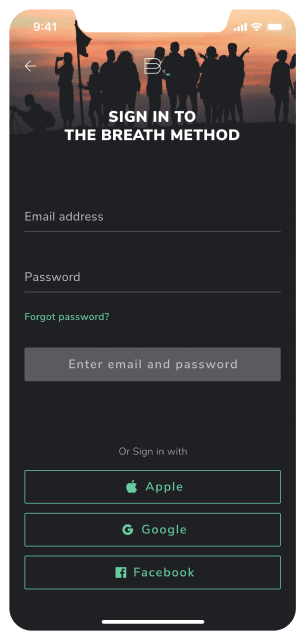 9:41
SIGN IN TO
THE BREATH METHOD
Email address
Password
Forgot password?
Enter email and password
Or Sign in with
Apple
Google
Facebook